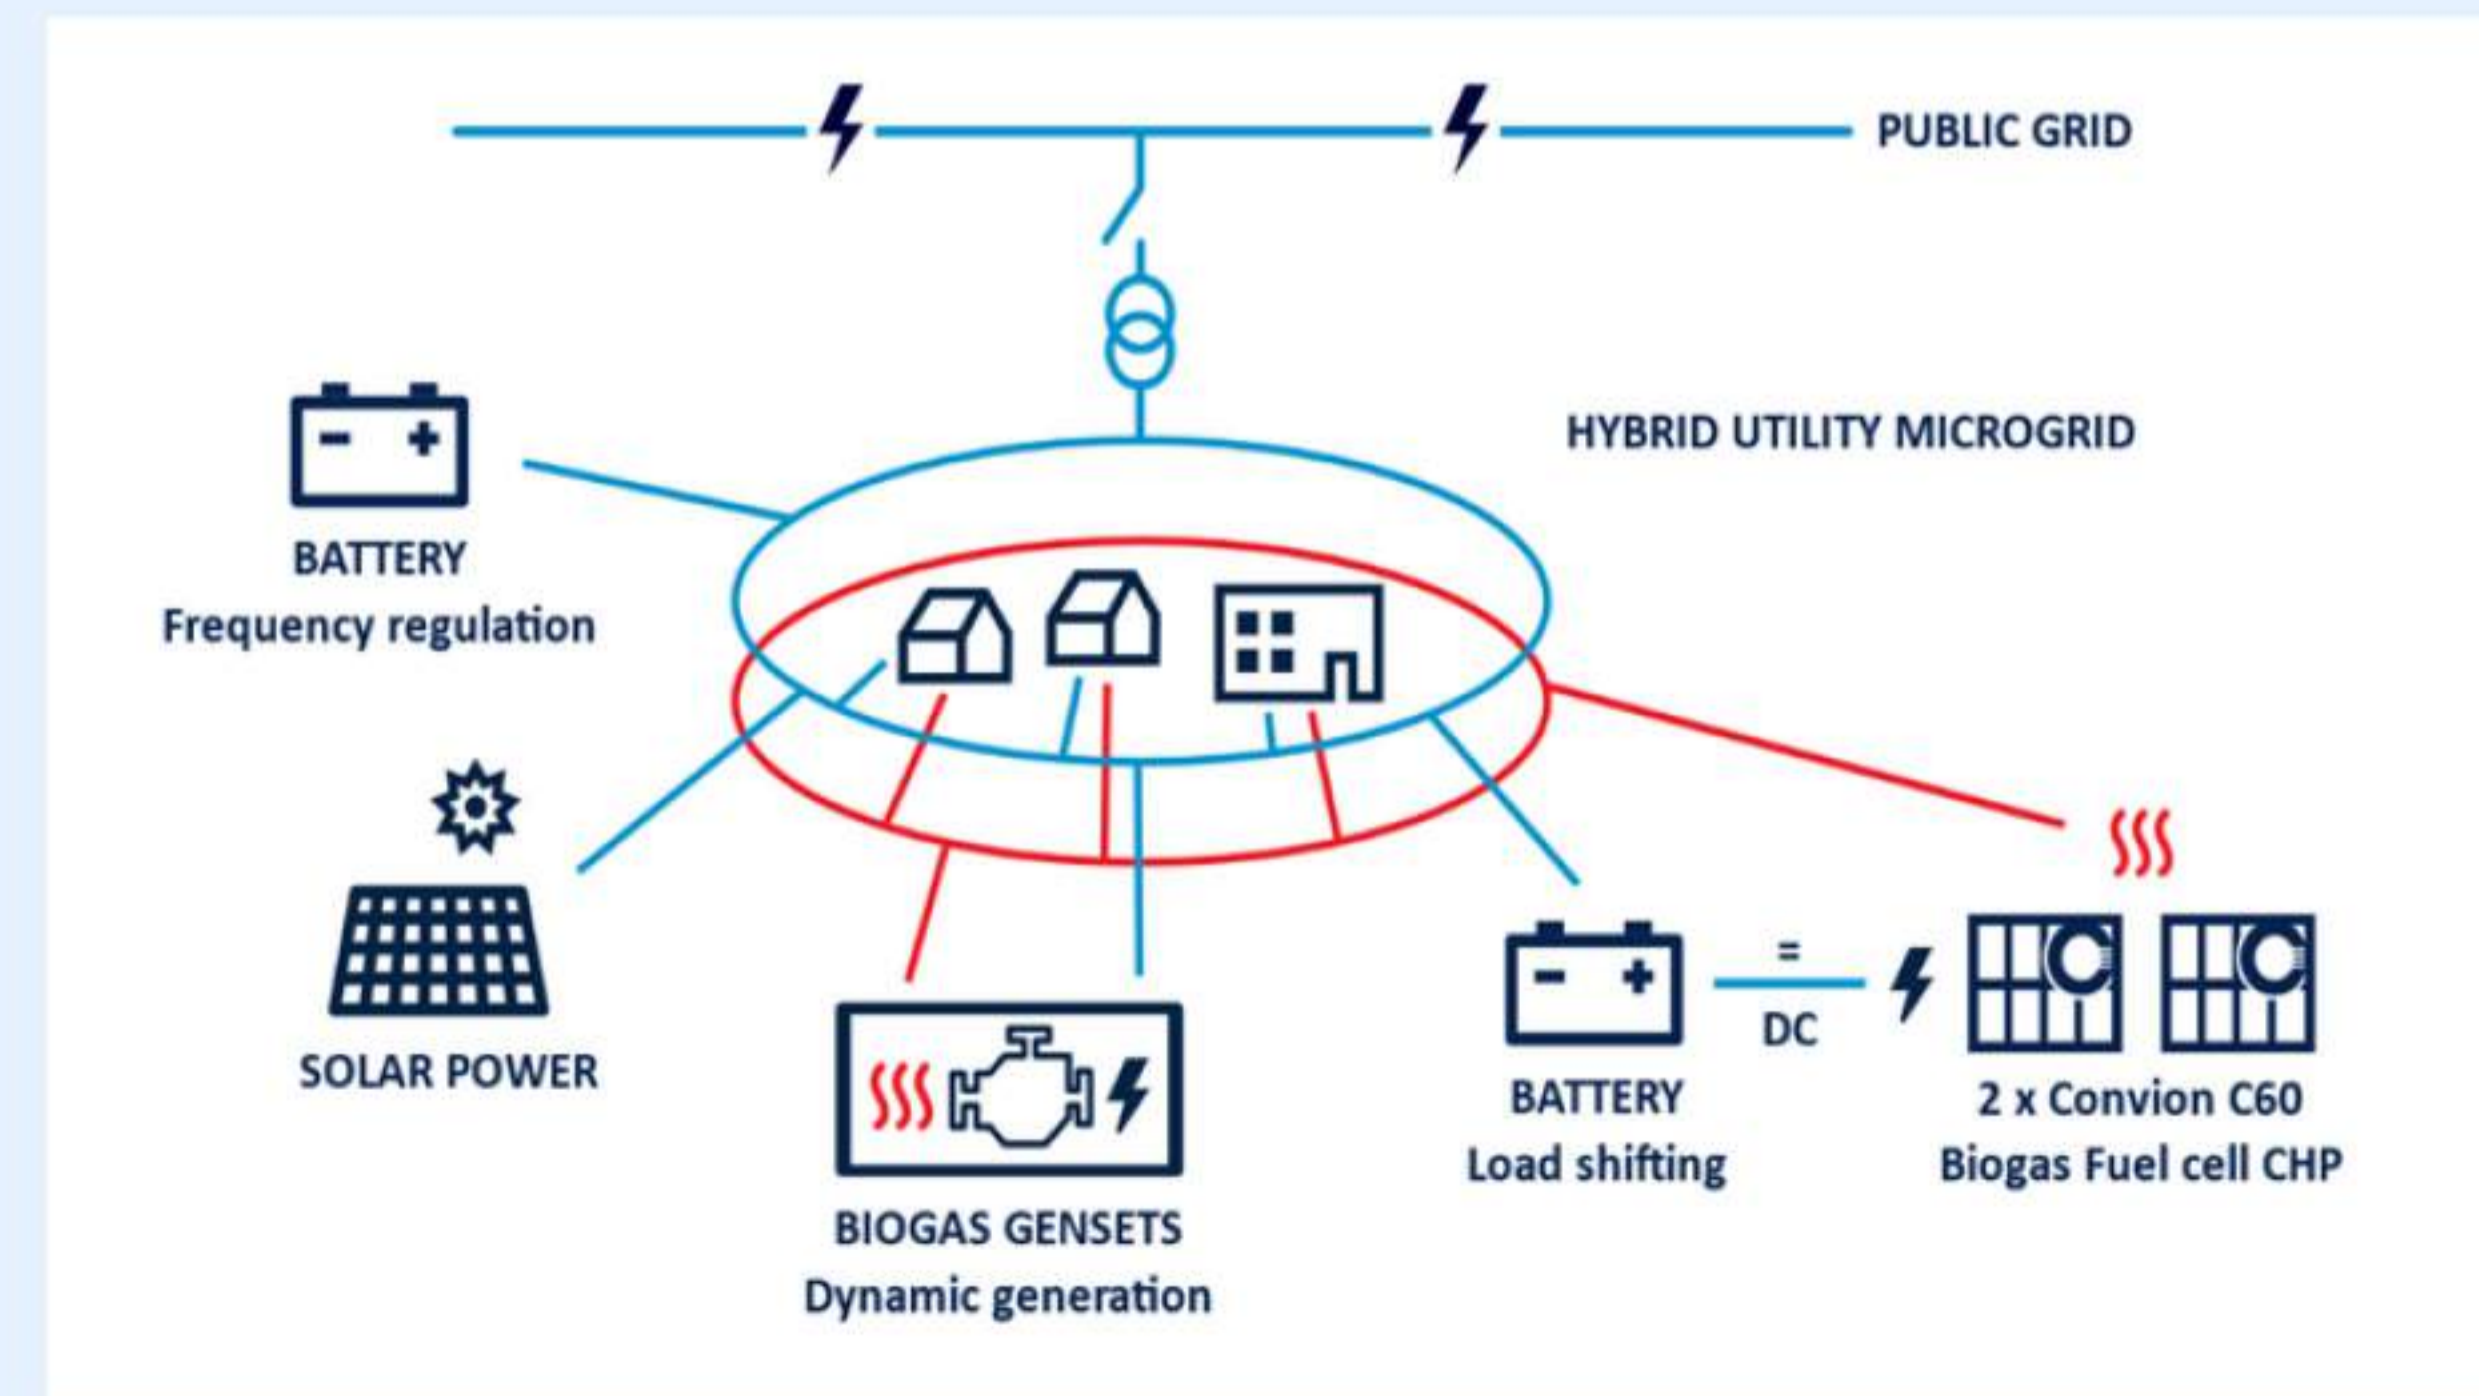 PUBLIC GRID
HYBRID UTILITY MICROGRID
BATTERY
Frequency regulation
SOLAR POWER
BIOGAS GENSETS
Dynamic generation
BATTERY
Load shifting
=
DC
2 x Convion C60
Biogas Fuel cell CHP